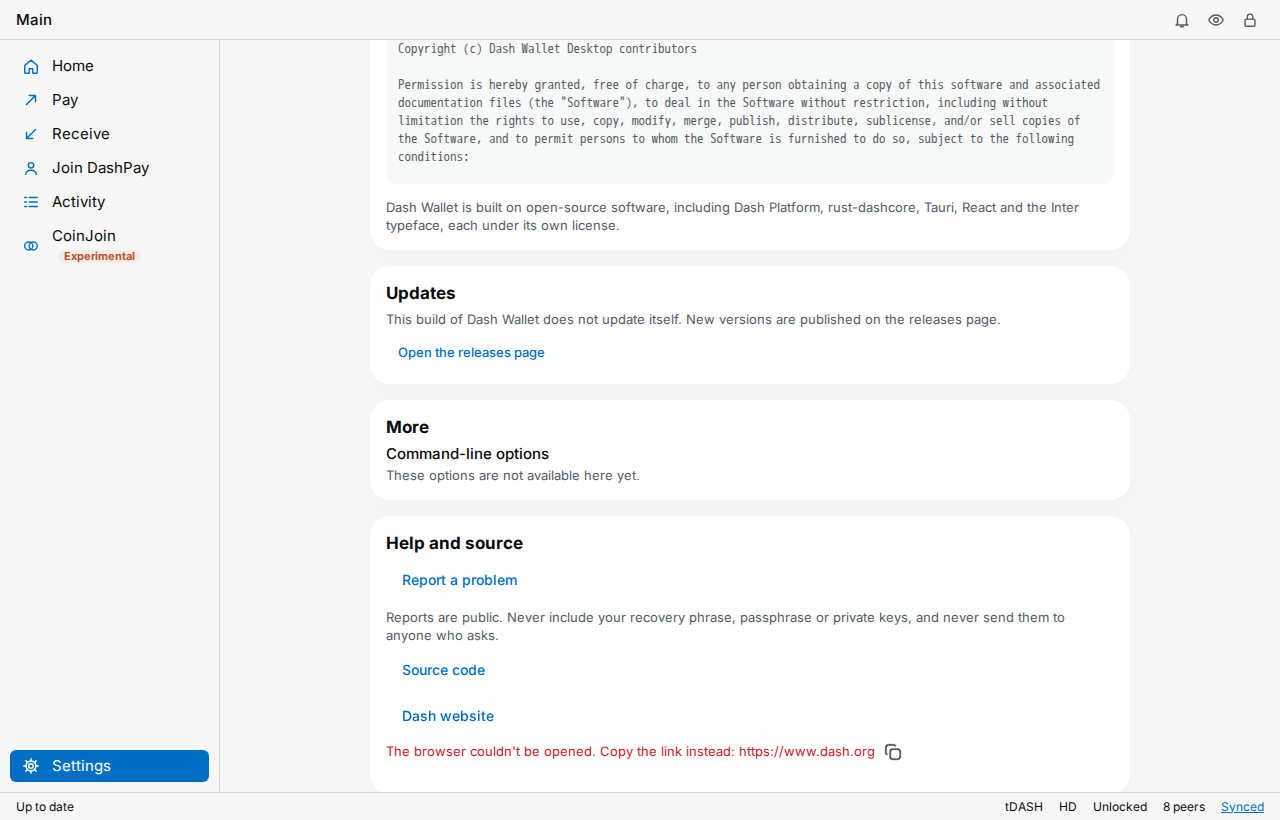 Main
Home
Pay
Receive
Join DashPay
Activity
CoinJoin
Experimental
Settings
Copyright (c) Dash Wallet Desktop contributors
Permission is hereby granted, free of charge, to any person obtaining a copy of this software and associated
documentation files (the "Software"), to deal in the Software without restriction, including without
limitation the rights to use, copy, modify, merge, publish, distribute, sublicense, and/or sell copies of
the Software, and to permit persons to whom the Software is furnished to do so, subject to the following
conditions:
Dash Wallet is built on open-source software, including Dash Platform, rust-dashcore, Tauri, React and the Inter
typeface, each under its own license.
Updates
This build of Dash Wallet does not update itself. New versions are published on the releases page.
Open the releases page
More
Command-line options
These options are not available here yet.
Help and source
Report a problem
Reports are public. Never include your recovery phrase, passphrase or private keys, and never send them to
anyone who asks.
Source code
Dash website
The browser couldn't be opened. Copy the link instead: https://www.dash.org
Up to date
tDASH HD Unlocked 8 peers Synced